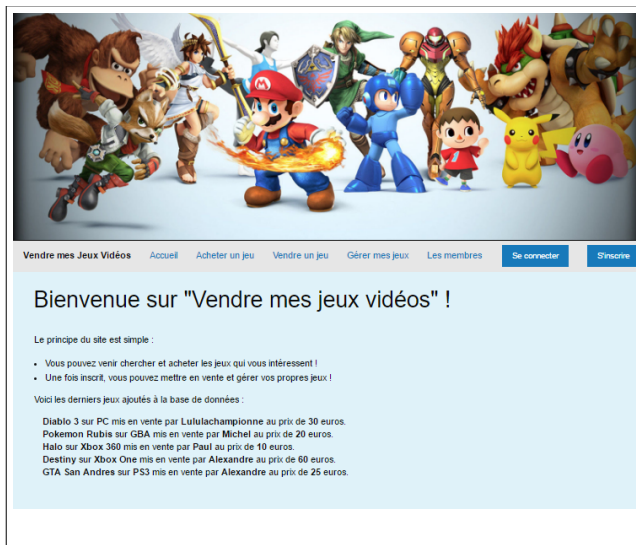 Vendre mes Jeux Vidéos Accueil Acheter un jeu Vendre un jeu Gérer mes jeux Les membres Se connecter S'inscrire
Bienvenue sur "Vendre mes jeux vidéos" !
Le principe du site est simple :
Vous pouvez venir chercher et acheter les jeux qui vous intéressent !
Une fois inscrit, vous pouvez mettre en vente et gérer vos propres jeux !
Voici les derniers jeux ajoutés à la base de données :
Diablo 3 sur PC mis en vente par Lululachampionne au prix de 30 euros.
Pokemon Rubis sur GBA mis en vente par Michel au prix de 20 euros.
Halo sur Xbox 360 mis en vente par Paul au prix de 10 euros.
Destiny sur Xbox One mis en vente par Alexandre au prix de 60 euros.
GTA San Andres sur PS3 mis en vente par Alexandre au prix de 25 euros.